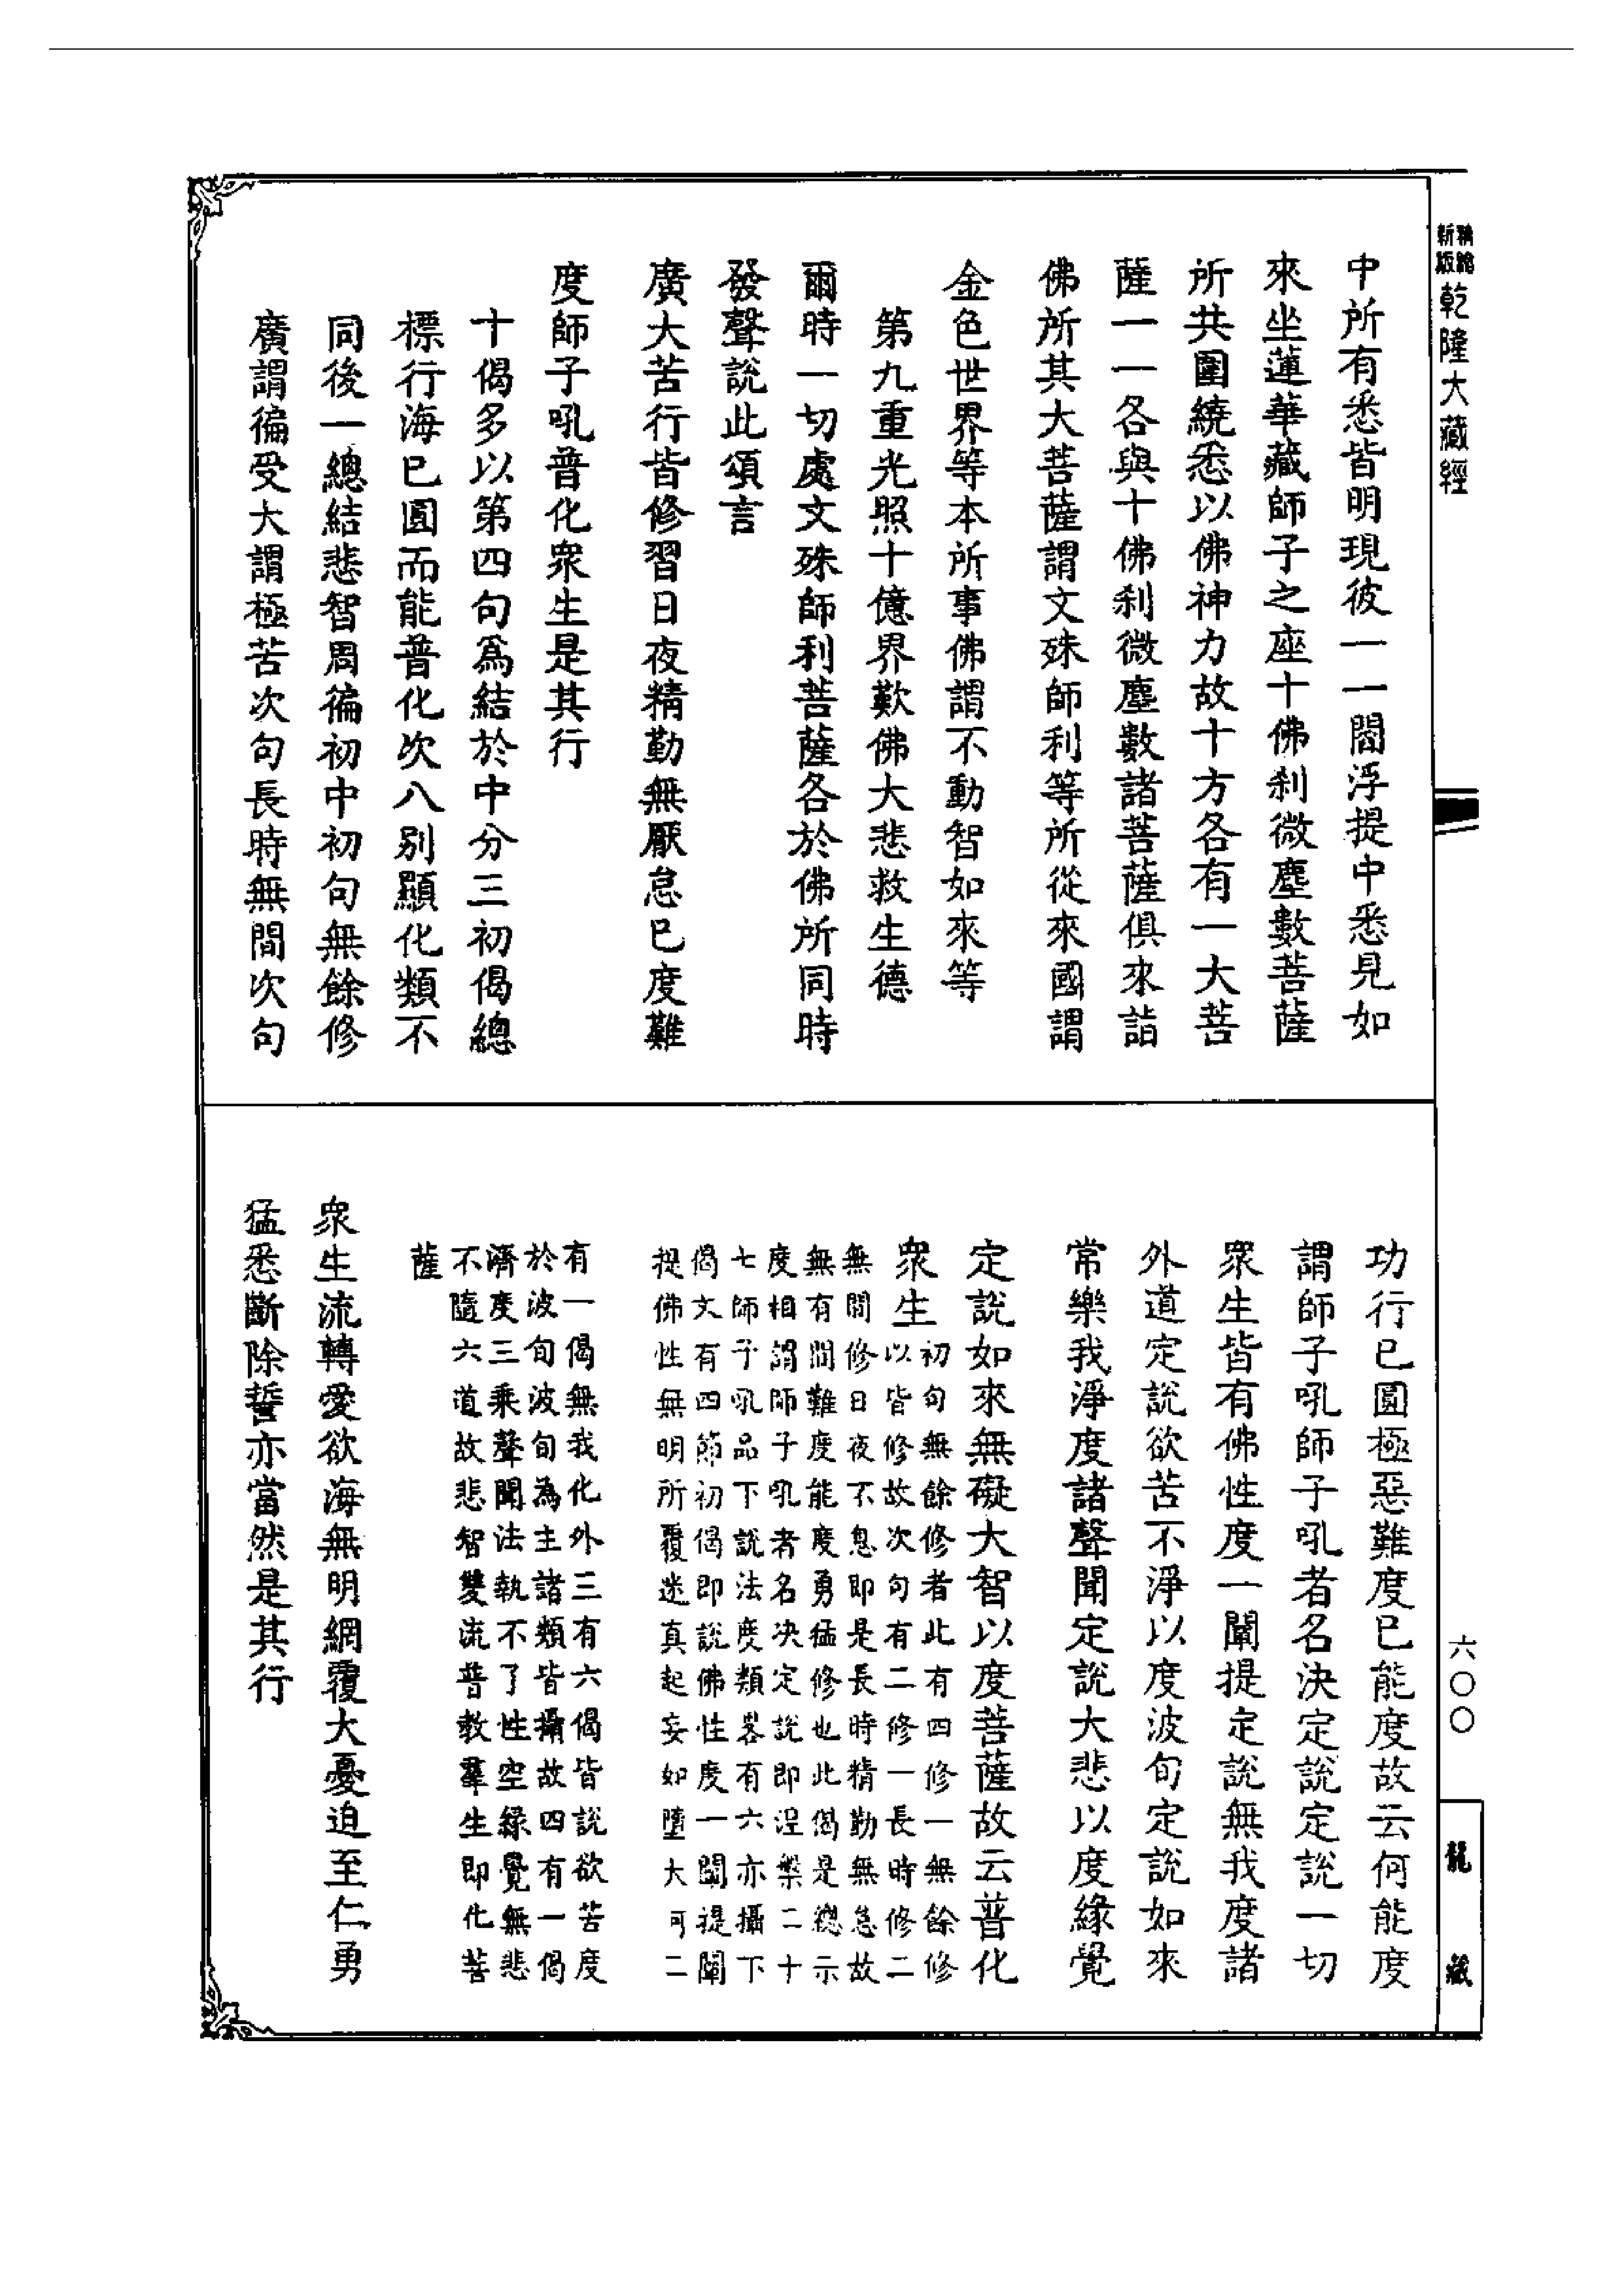 精縮
新版
乾隆大藏經
中所有悉皆明現彼一一閻浮提中悉見如
來坐蓮華藏師子之座十佛剎微塵數菩薩
所共圍繞悉以佛神力故十方各有一大菩
薩一一各與十佛剎微塵數諸菩薩俱來詣
佛所其大菩薩謂文殊師利等所從來國謂
金色世界等本所事佛謂不動智如來等
第九重光照十億界歎佛大悲救生德
爾時一切處文殊師利菩薩各於佛所同時
發聲說此頌言
廣大苦行皆修習日夜精勤無厭怠已度難
度師子吼普化衆生是其行
十偈多以第四句爲結於中分三初偈總
標行海已圓而能普化次八別顯化類不
同後一總結悲智周徧初中初句無餘修
廣謂徧受大謂極苦次句長時無間次句
功行已圓極惡難度已能度故云何能度
謂師子吼師子吼者名決定說定說一切
衆生皆有佛性度一闡提定說無我度諸
外道定說欲苦不淨以度波旬定說如來
常樂我淨度諸聲聞定說大悲以度緣覺
定說如來無礙大智以度菩薩故云普化
衆生
初句無餘修者此有四修一無餘修
以皆修故次句有二修一長時修二
無間修日夜不息即是長時精勤無怠故
無有間難度能度勇猛修也此偈是總示
度相謂師子吼者名決定說即涅槃二十
七師子吼品下說法度類畧有六亦攝下
偈文有四節初偈即說佛性度一闡提闡
提佛性無明所覆迷真起妄如墮大河二
有一偈無我化外三有六偈皆說欲苦度
於波旬波旬為主諸類皆攝故四有一偈
濟度三乘聲聞法執不了性空緣覺無悲
不隨六道故悲智雙流普教羣生即化菩
薩
衆生流轉愛欲海無明網覆大憂迫至仁勇
猛悉斷除誓亦當然是其行
六〇〇
龍藏